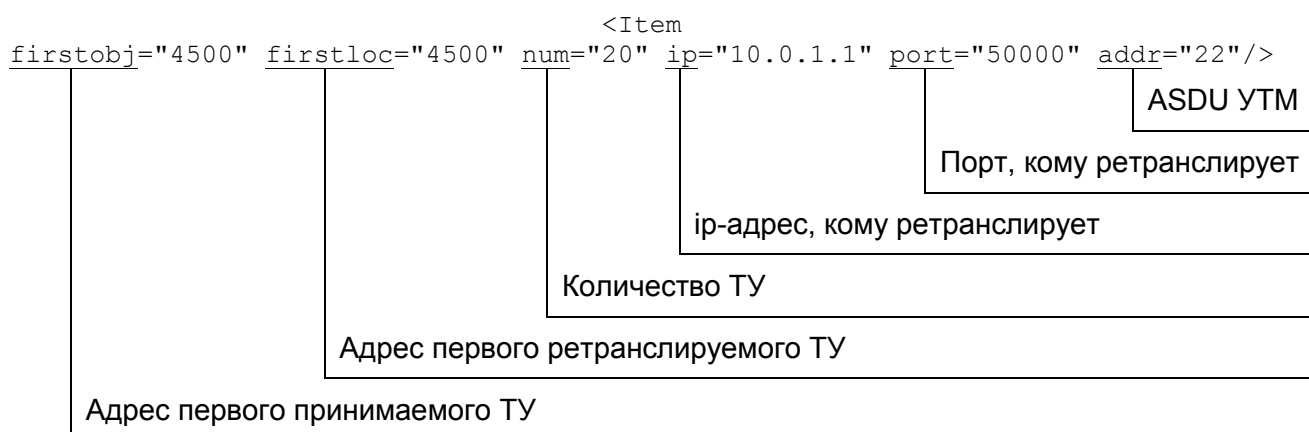 <Item
firstobj="4500" firstloc="4500" num="20" ip="10.0.1.1" port="50000" addr="22"/>
ASDU УТМ
Порт, кому ретранслирует
ip-адрес, кому ретранслирует
Количество ТУ
Адрес первого ретранслируемого ТУ
Адрес первого принимаемого ТУ